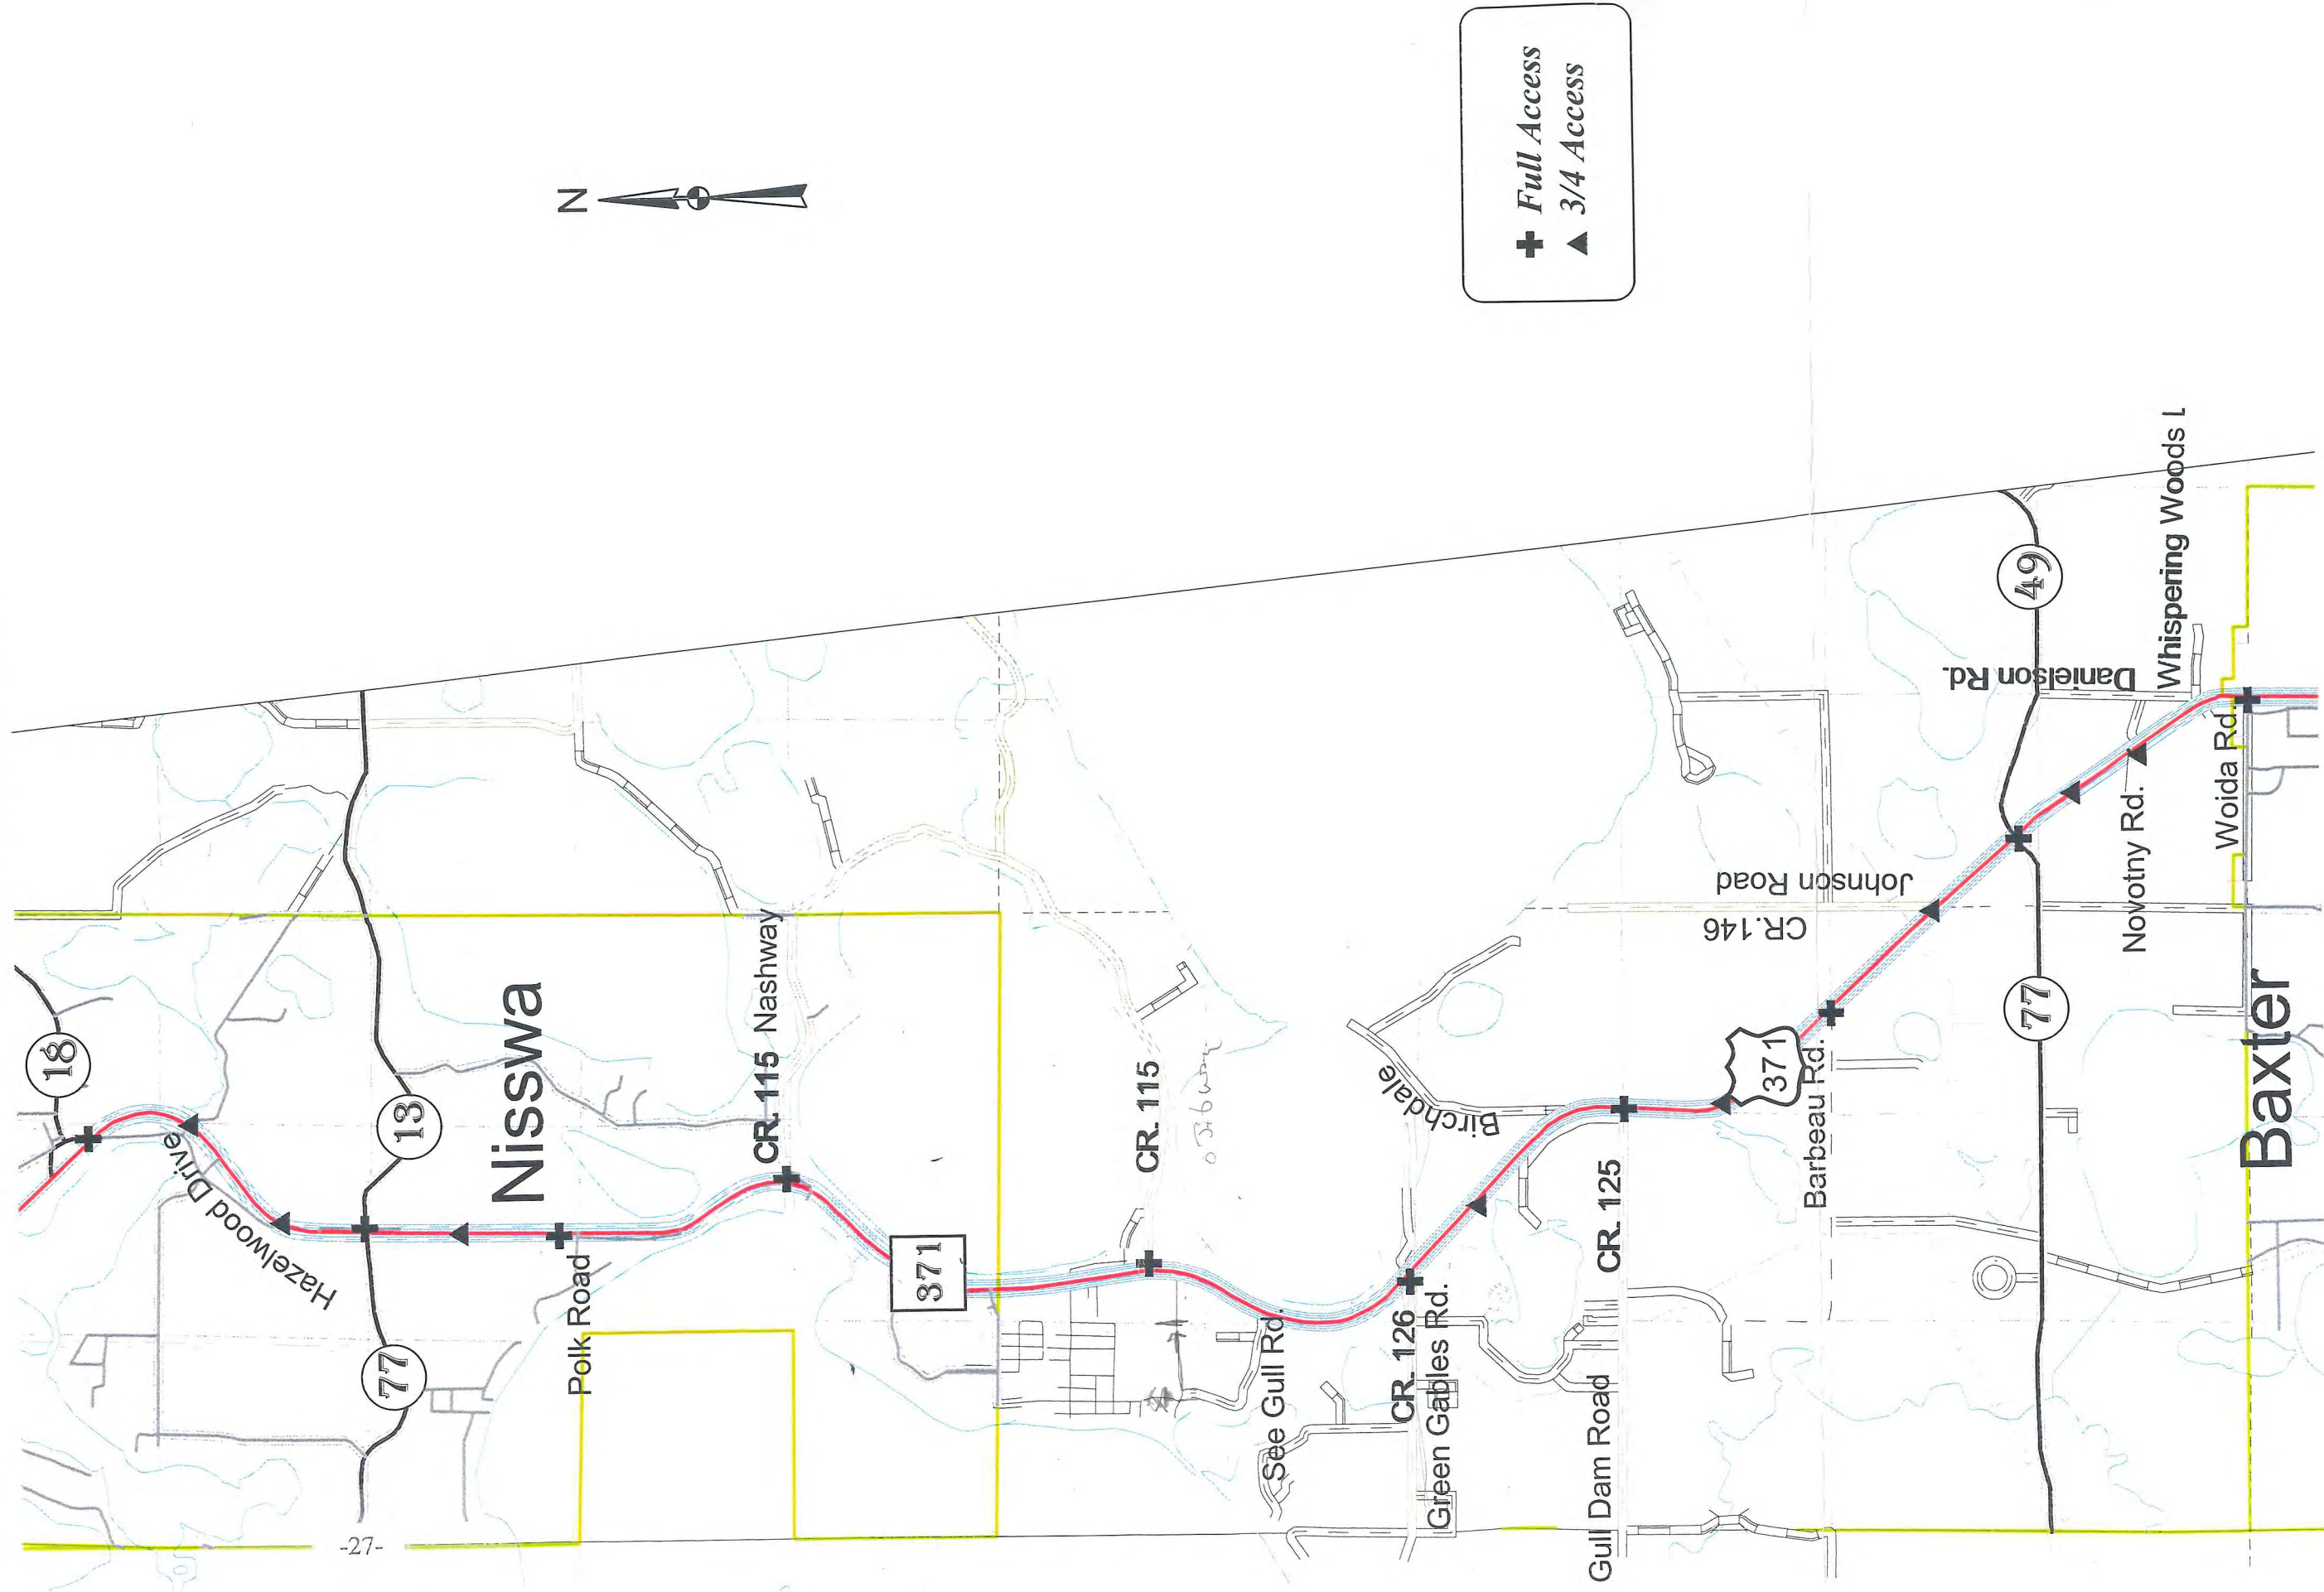 N
+ Full Access
▲ 3/4 Access
18
Hazelwood Drive
13
77
Nisswa
Polk Road
CR. 115 Nashway
371
CR. 115
See Gull Rd.
CR. 126
Green Gables Rd.
Birchdale
CR. 125
Gull Dam Road
371
Barbeau Rd.
Johnson Road
CR.146
49
77
Danielson Rd.
Novotny Rd.
Whispering Woods L
Woida Rd.
Baxter
-27-